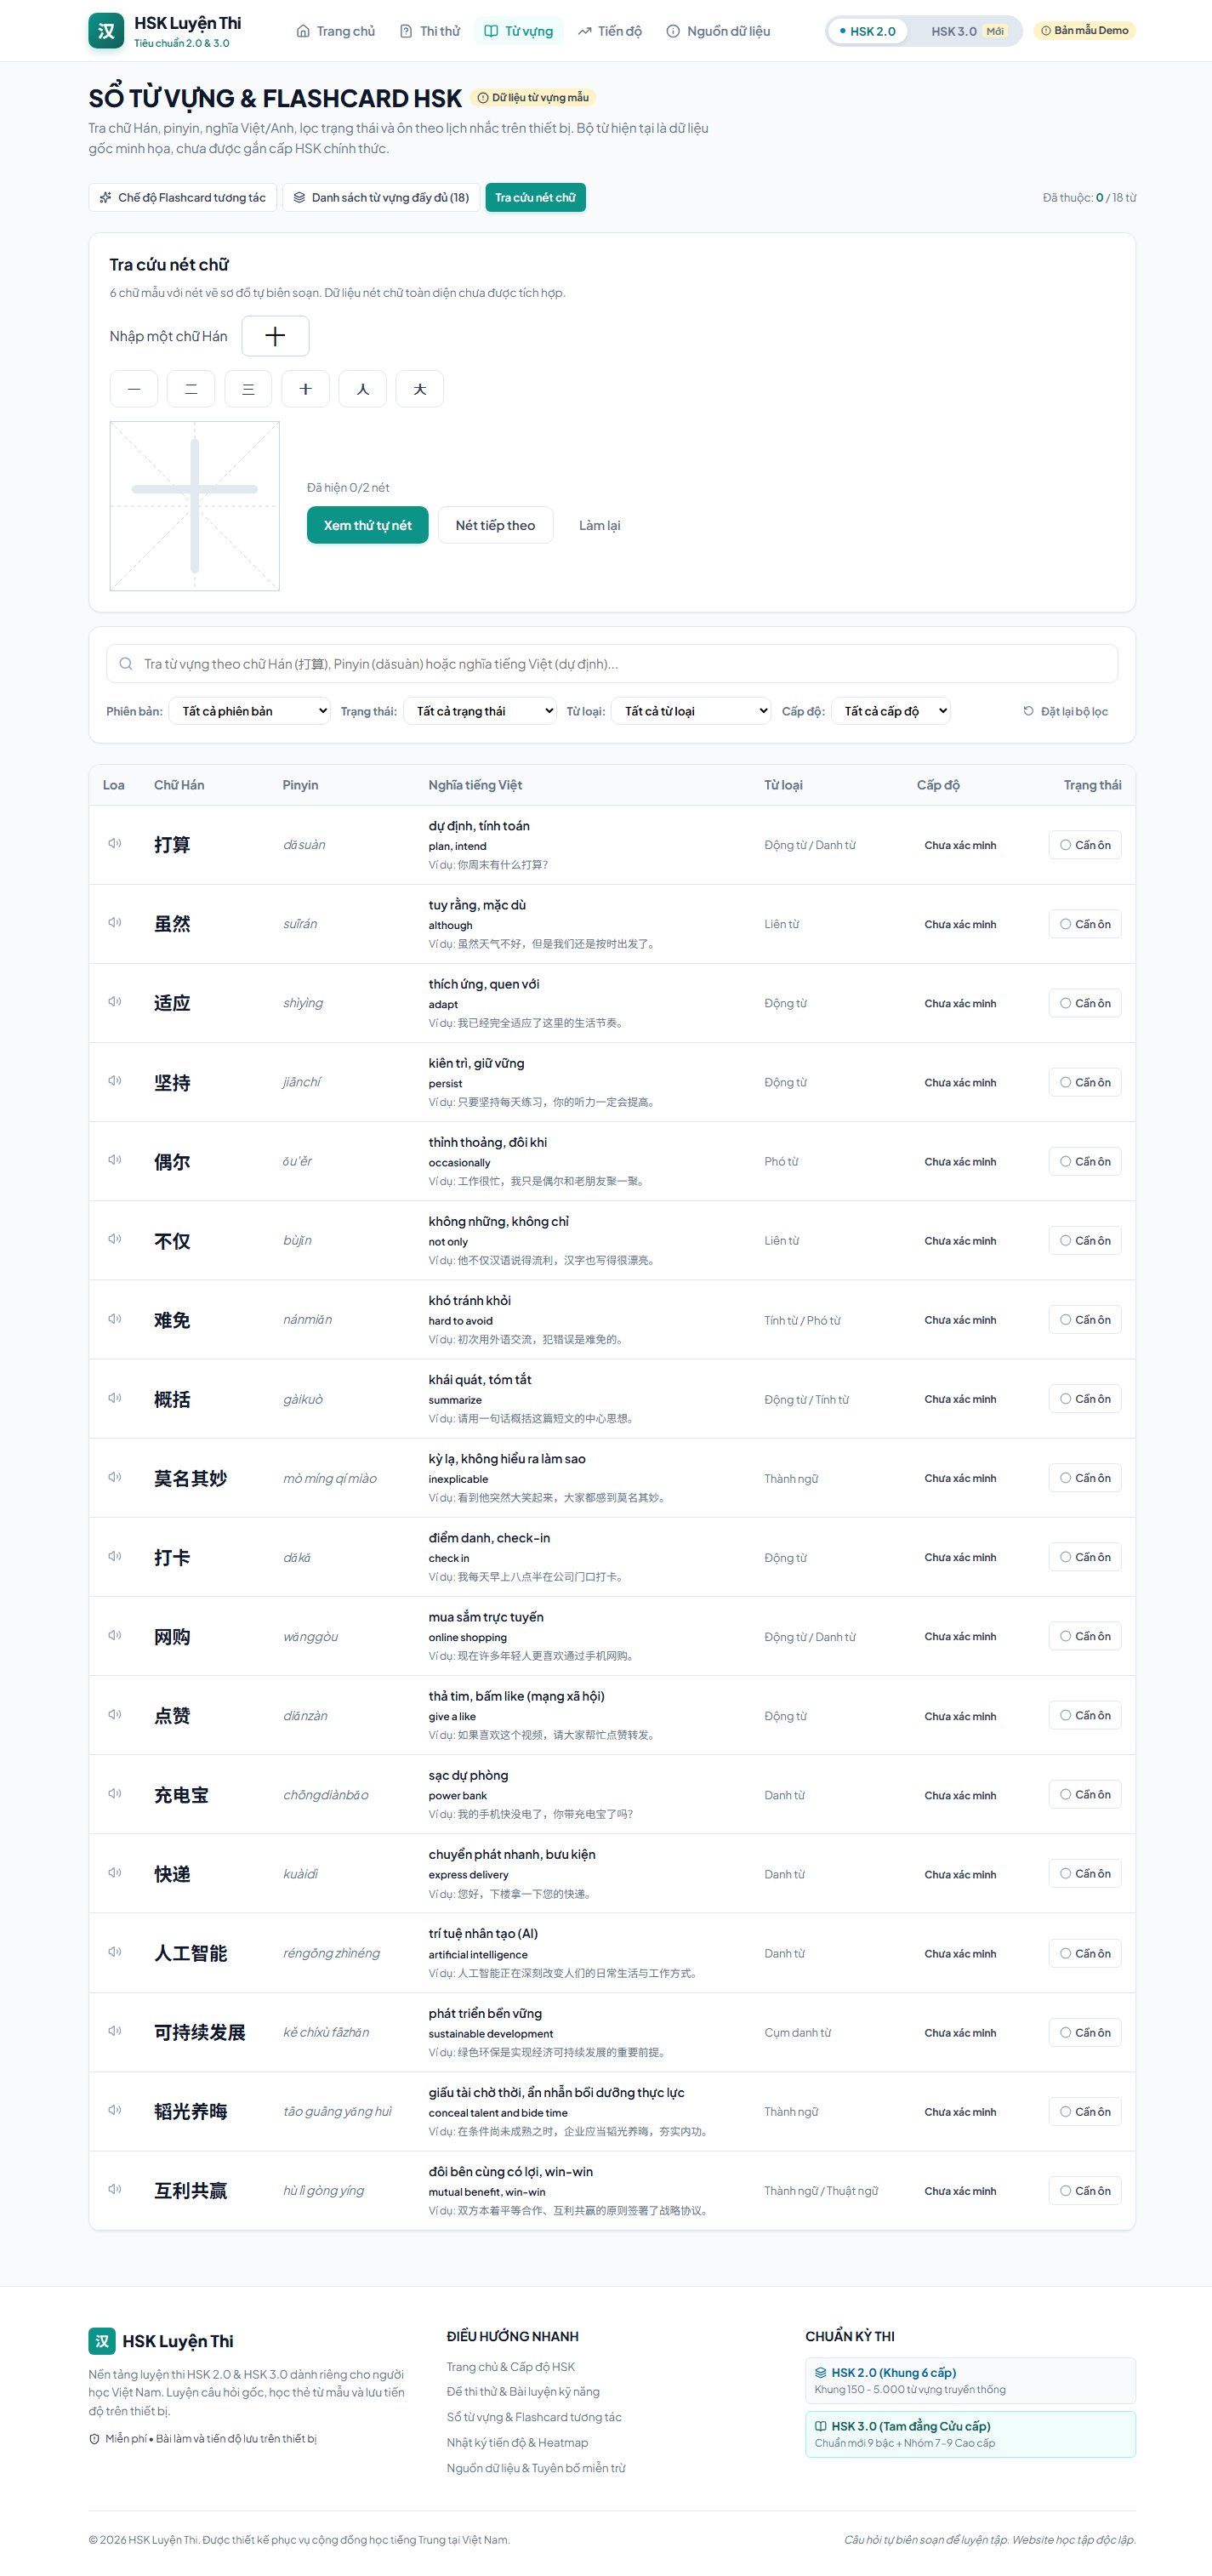 汉 HSK Luyện Thi
Tiêu chuẩn 2.0 & 3.0
Trang chủ
Thi thử
Từ vựng
Tiến độ
Nguồn dữ liệu
HSK 2.0
HSK 3.0 Mới
Bản mẫu Demo
SỔ TỪ VỰNG & FLASHCARD HSK
Dữ liệu từ vựng mẫu
Tra chữ Hán, pinyin, nghĩa Việt/Anh, lọc trạng thái và ôn theo lịch nhắc trên thiết bị. Bộ từ hiện tại là dữ liệu
gốc minh họa, chưa được gắn cấp HSK chính thức.
Chế độ Flashcard tương tác
Danh sách từ vựng đầy đủ (18)
Tra cứu nét chữ
Đã thuộc: 0 / 18 từ
Tra cứu nét chữ
6 chữ mẫu với nét vẽ sơ đồ tự biên soạn. Dữ liệu nét chữ toàn diện chưa được tích hợp.
Nhập một chữ Hán 十
一 二 三 十 人 大
Đã hiện 0/2 nét
Xem thứ tự nét
Nét tiếp theo
Làm lại
Tra từ vựng theo chữ Hán (打算), Pinyin (dǎsuàn) hoặc nghĩa tiếng Việt (dự định)...
Phiên bản: Tất cả phiên bản
Trạng thái: Tất cả trạng thái
Từ loại: Tất cả từ loại
Cấp độ: Tất cả cấp độ
Đặt lại bộ lọc
Loa Chữ Hán Pinyin Nghĩa tiếng Việt Từ loại Cấp độ Trạng thái
dự định, tính toán
打算 dǎsuàn plan, intend Động từ / Danh từ Chưa xác minh Cần ôn
Ví dụ: 你周末有什么打算?
tuy rằng, mặc dù
虽然 suīrán although Liên từ Chưa xác minh Cần ôn
Ví dụ: 虽然天气不好，但是我们还是按时出发了。
thích ứng, quen với
适应 shìyìng adapt Động từ Chưa xác minh Cần ôn
Ví dụ: 我已经完全适应了这里的生活节奏。
kiên trì, giữ vững
坚持 jiānchí persist Động từ Chưa xác minh Cần ôn
Ví dụ: 只要坚持每天练习，你的听力一定会提高。
thỉnh thoảng, đôi khi
偶尔 ǒu'ěr occasionally Phó từ Chưa xác minh Cần ôn
Ví dụ: 工作很忙，我只是偶尔和老朋友聚一聚。
không những, không chỉ
不仅 bùjǐn not only Liên từ Chưa xác minh Cần ôn
Ví dụ: 他不仅汉语说得流利，汉字也写得很漂亮。
khó tránh khỏi
难免 nánmiǎn hard to avoid Tính từ / Phó từ Chưa xác minh Cần ôn
Ví dụ: 初次用外语交流，犯错误是难免的。
khái quát, tóm tắt
概括 gàikuò summarize Động từ / Tính từ Chưa xác minh Cần ôn
Ví dụ: 请用一句话概括这篇短文的中心思想。
kỳ lạ, không hiểu ra làm sao
莫名其妙 mò míng qí miào inexplicable Thành ngữ Chưa xác minh Cần ôn
Ví dụ: 看到他突然大笑起来，大家都感到莫名其妙。
điểm danh, check-in
打卡 dǎkǎ check in Động từ Chưa xác minh Cần ôn
Ví dụ: 我每天早上八点半在公司门口打卡。
mua sắm trực tuyến
网购 wǎnggòu online shopping Động từ / Danh từ Chưa xác minh Cần ôn
Ví dụ: 现在许多年轻人更喜欢通过手机网购。
thả tim, bấm like (mạng xã hội)
点赞 diǎnzàn give a like Động từ Chưa xác minh Cần ôn
Ví dụ: 如果喜欢这个视频，请大家帮忙点赞转发。
sạc dự phòng
充电宝 chōngdiànbǎo power bank Danh từ Chưa xác minh Cần ôn
Ví dụ: 我的手机快没电了，你带充电宝了吗?
chuyển phát nhanh, bưu kiện
快递 kuàidì express delivery Danh từ Chưa xác minh Cần ôn
Ví dụ: 您好，下楼拿一下您的快递。
trí tuệ nhân tạo (AI)
人工智能 réngōng zhìnéng artificial intelligence Danh từ Chưa xác minh Cần ôn
Ví dụ: 人工智能正在深刻改变人们的日常生活与工作方式。
phát triển bền vững
可持续发展 kě chíxù fāzhǎn sustainable development Cụm danh từ Chưa xác minh Cần ôn
Ví dụ: 绿色环保是实现经济可持续发展的重要前提。
giấu tài chờ thời, ẩn nhẫn bồi dưỡng thực lực
韬光养晦 tāo guāng yǎng huì conceal talent and bide time Thành ngữ Chưa xác minh Cần ôn
Ví dụ: 在条件尚未成熟之时，企业应当韬光养晦，夯实内功。
đôi bên cùng có lợi, win-win
互利共赢 hù lì gòng yíng mutual benefit, win-win Thành ngữ / Thuật ngữ Chưa xác minh Cần ôn
Ví dụ: 双方本着平等合作、互利共赢的原则签署了战略协议。
汉 HSK Luyện Thi
Nền tảng luyện thi HSK 2.0 & HSK 3.0 dành riêng cho người
học Việt Nam. Luyện câu hỏi gốc, học thẻ từ mẫu và lưu tiến
độ trên thiết bị.
Miễn phí • Bài làm và tiến độ lưu trên thiết bị
ĐIỀU HƯỚNG NHANH
Trang chủ & Cấp độ HSK
Đề thi thử & Bài luyện kỹ năng
Sổ từ vựng & Flashcard tương tác
Nhật ký tiến độ & Heatmap
Nguồn dữ liệu & Tuyên bố miễn trừ
CHUẨN KỲ THI
HSK 2.0 (Khung 6 cấp)
Khung 150 - 5.000 từ vựng truyền thống
HSK 3.0 (Tam đẳng Cửu cấp)
Chuẩn mới 9 bậc + Nhóm 7–9 Cao cấp
© 2026 HSK Luyện Thi. Được thiết kế phục vụ cộng đồng học tiếng Trung tại Việt Nam.
Câu hỏi tự biên soạn để luyện tập. Website học tập độc lập.